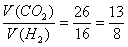 V(CO₂)/V(H₂) = 26/16 = 13/8